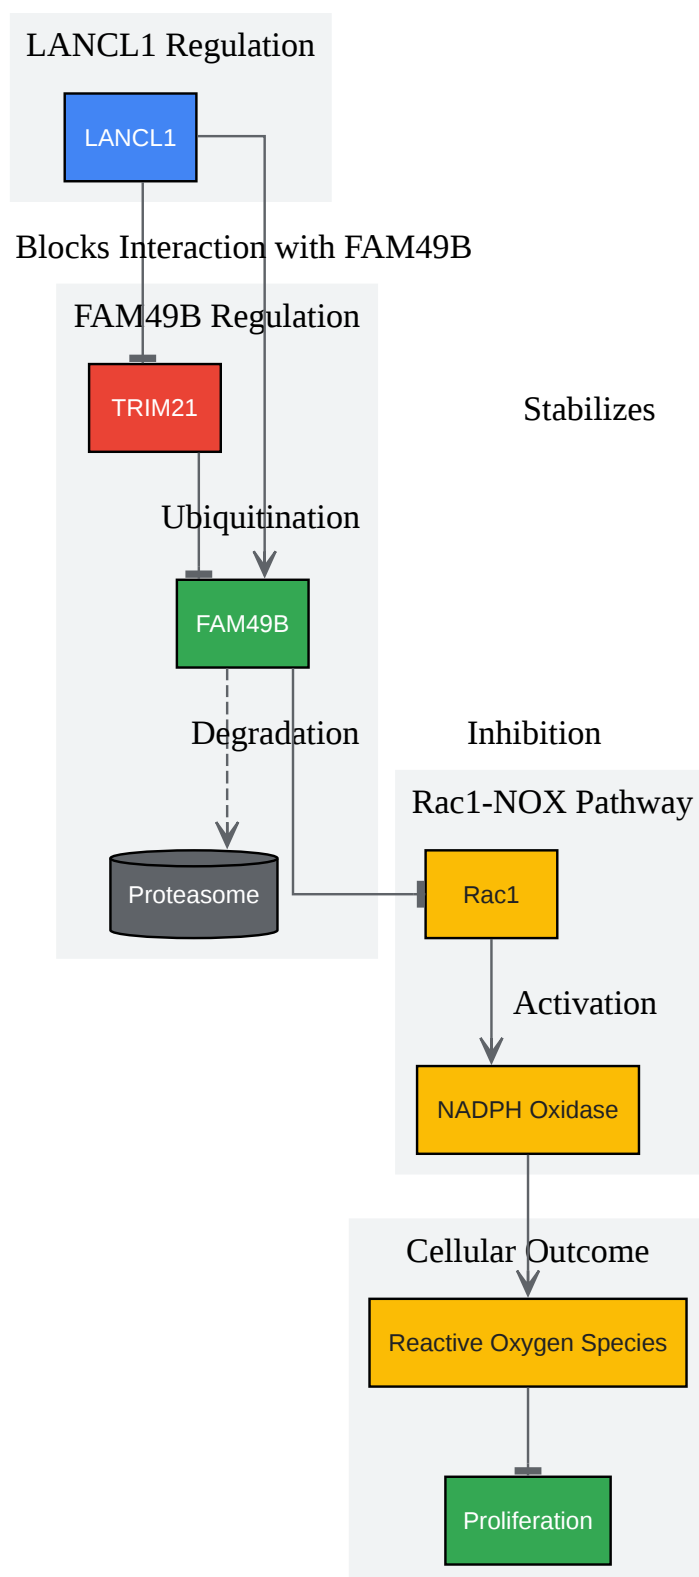 LANCL1 Regulation
LANCL1
Blocks Interaction with FAM49B
FAM49B Regulation
TRIM21
Stabilizes
Ubiquitination
FAM49B
Degradation
Inhibition
Rac1-NOX Pathway
Proteasome
Rac1
Activation
NADPH Oxidase
Cellular Outcome
Reactive Oxygen Species
Proliferation